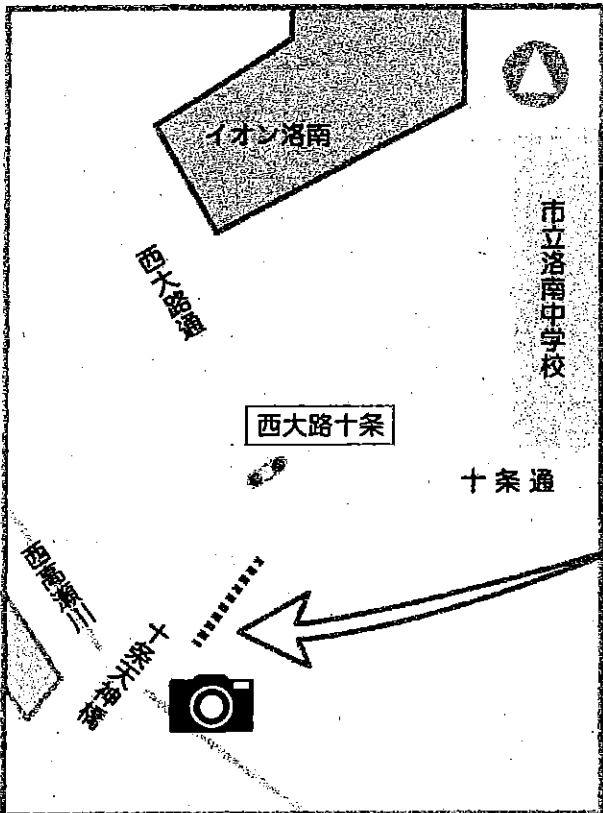 イオン洛南
市立洛南中学校
西大路通
西大路十条
十条通
西高瀬川
十条天神橋